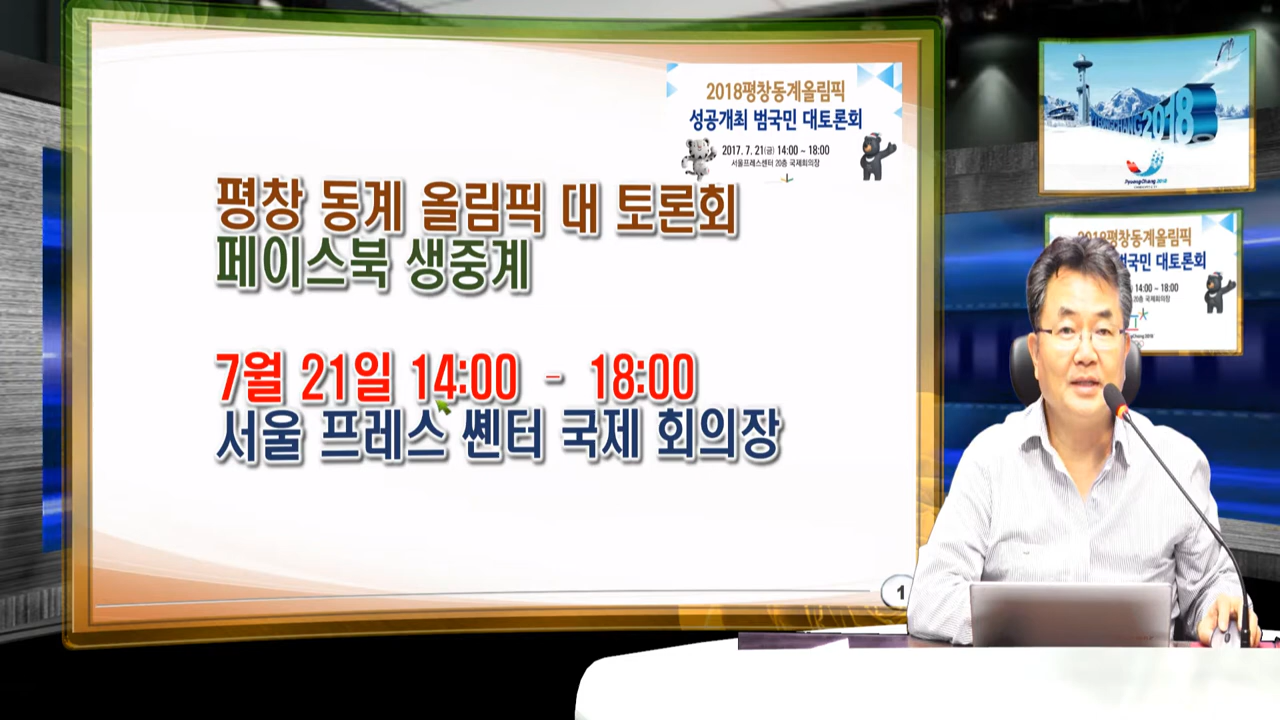 2018평창동계올림픽
성공개최 범국민 대토론회
2017. 7. 21(금) 14:00 ~ 18:00
서울프레스센터 20층 국제회의장
평창 동계 올림픽 대 토론회
페이스북 생중계
7월 21일 14:00 - 18:00
서울 프레스 쎈터 국제 회의장
1
2018
PyeongChang 2018
2018평창동계올림픽
범국민 대토론회
14:00 ~ 18:00
20층 국제회의장